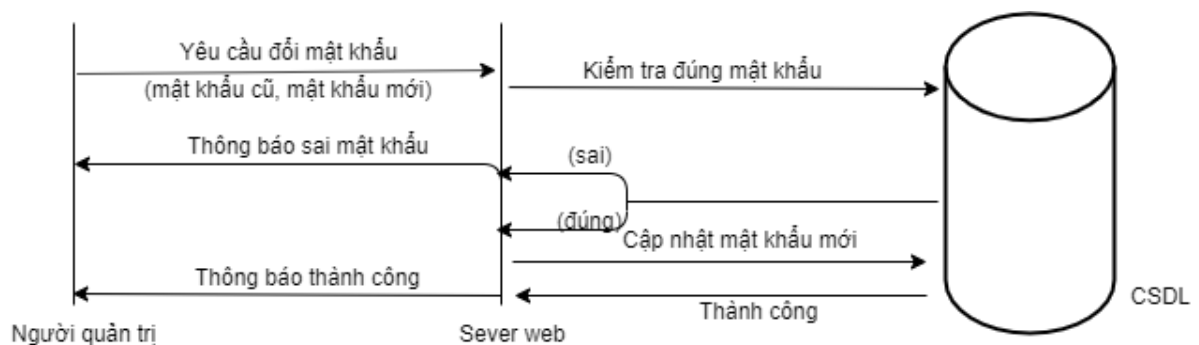 Yêu cầu đổi mật khẩu
(mật khẩu cũ, mật khẩu mới)
Kiểm tra đúng mật khẩu
Thông báo sai mật khẩu
(sai)
(đúng)
Cập nhật mật khẩu mới
Thông báo thành công
Thành công
CSDL
Người quản trị
Sever web